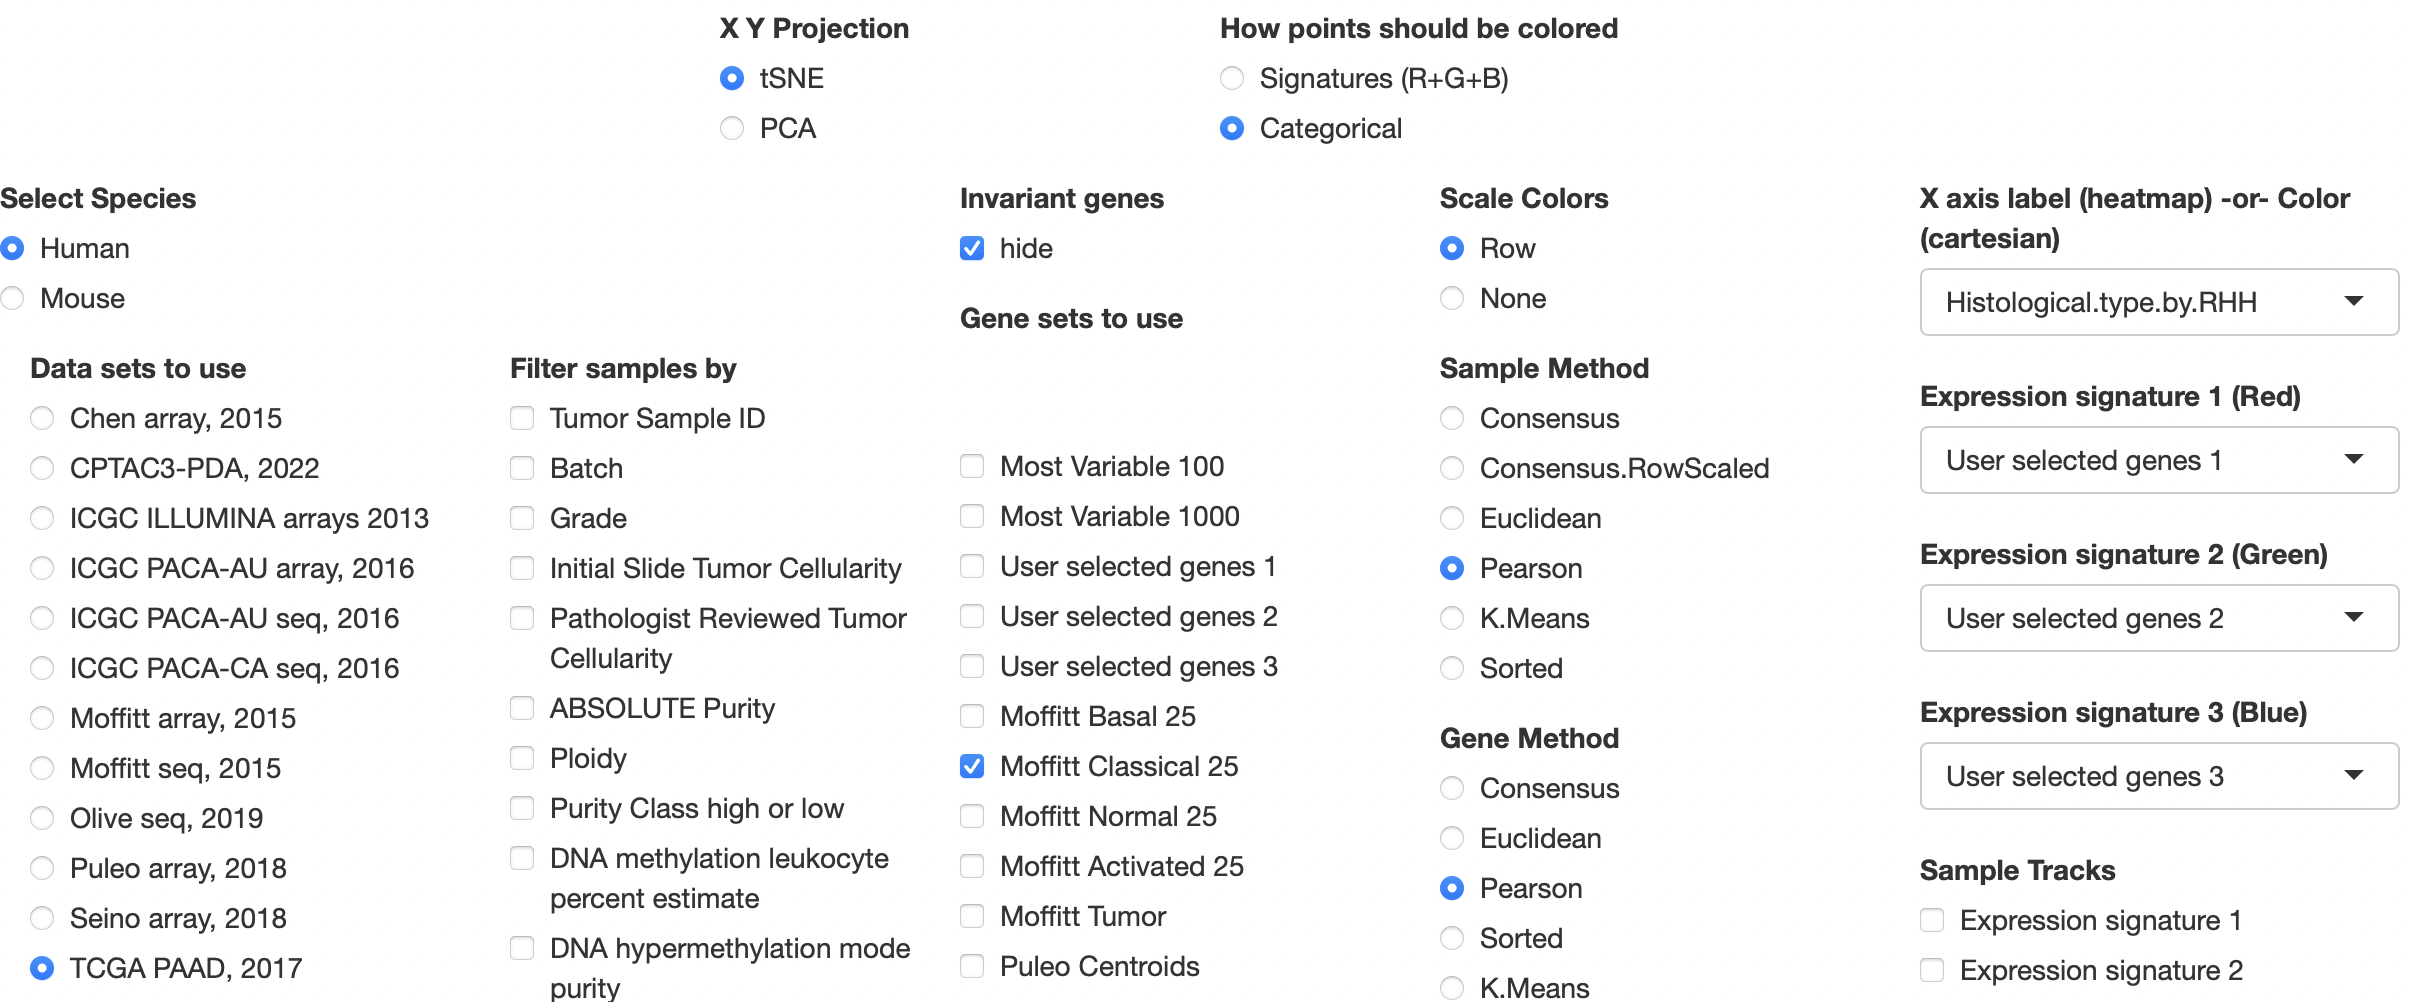 X Y Projection
tSNE
PCA
How points should be colored
Signatures (R+G+B)
Categorical
Select Species
Human
Mouse
Data sets to use
Chen array, 2015
CPTAC3-PDA, 2022
ICGC ILLUMINA arrays 2013
ICGC PACA-AU array, 2016
ICGC PACA-AU seq, 2016
ICGC PACA-CA seq, 2016
Moffitt array, 2015
Moffitt seq, 2015
Olive seq, 2019
Puleo array, 2018
Seino array, 2018
TCGA PAAD, 2017
Filter samples by
Tumor Sample ID
Batch
Grade
Initial Slide Tumor Cellularity
Pathologist Reviewed Tumor
Cellularity
ABSOLUTE Purity
Ploidy
Purity Class high or low
DNA methylation leukocyte
percent estimate
DNA hypermethylation mode
purity
Invariant genes
hide
Gene sets to use
Most Variable 100
Most Variable 1000
User selected genes 1
User selected genes 2
User selected genes 3
Moffitt Basal 25
Moffitt Classical 25
Moffitt Normal 25
Moffitt Activated 25
Moffitt Tumor
Puleo Centroids
Scale Colors
Row
None
Sample Method
Consensus
Consensus.RowScaled
Euclidean
Pearson
K.Means
Sorted
Gene Method
Consensus
Euclidean
Pearson
Sorted
K.Means
X axis label (heatmap) -or- Color
(cartesian)
Histological.type.by.RHH
Expression signature 1 (Red)
User selected genes 1
Expression signature 2 (Green)
User selected genes 2
Expression signature 3 (Blue)
User selected genes 3
Sample Tracks
Expression signature 1
Expression signature 2